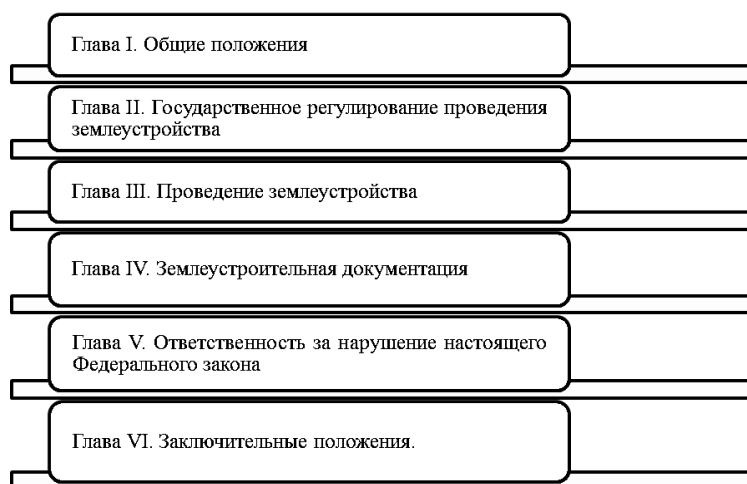 Глава I. Общие положения
Глава II. Государственное регулирование проведения
землеустройства
Глава III. Проведение землеустройства
Глава IV. Землеустроительная документация
Глава V. Ответственность за нарушение настоящего
Федерального закона
Глава VI. Заключительные положения.